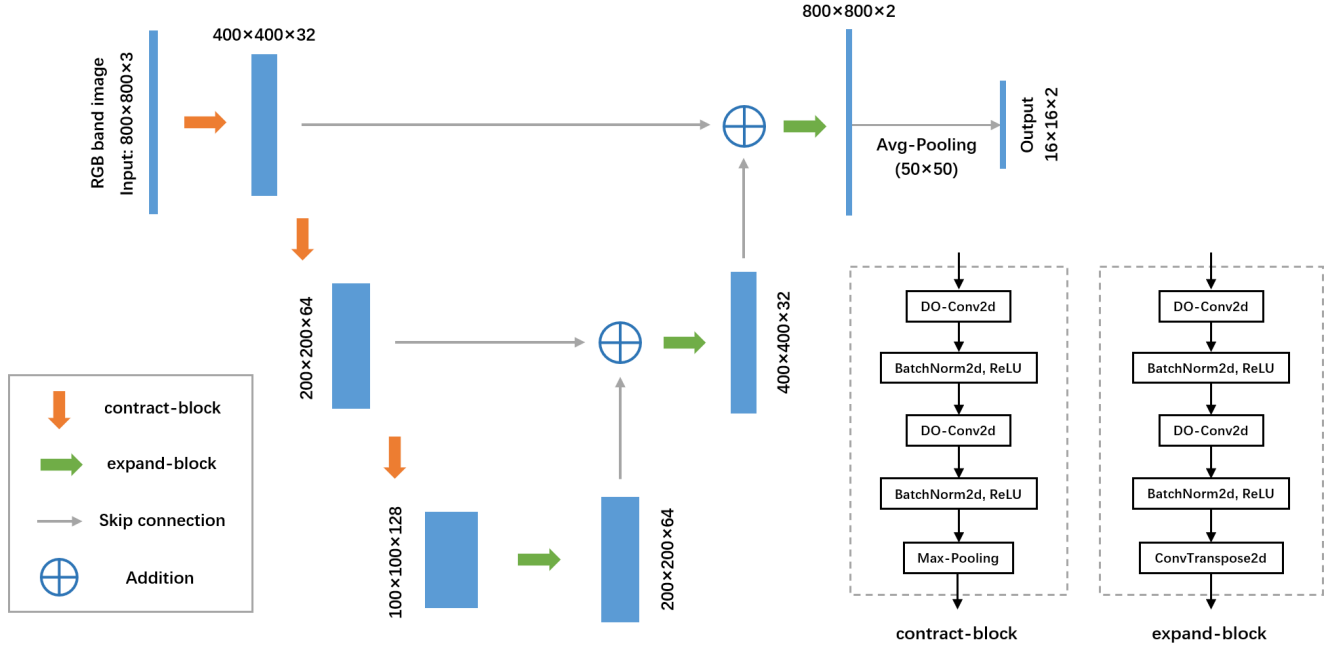 RGB band image
Input: 800×800×3
400×400×32
800×800×2
Avg-Pooling
(50×50)
Output
16×16×2
200×200×64
400×400×32
100×100×128
200×200×64
contract-block
expand-block
Skip connection
Addition
DO-Conv2d
BatchNorm2d, ReLU
DO-Conv2d
BatchNorm2d, ReLU
Max-Pooling
contract-block
DO-Conv2d
BatchNorm2d, ReLU
DO-Conv2d
BatchNorm2d, ReLU
ConvTranspose2d
expand-block